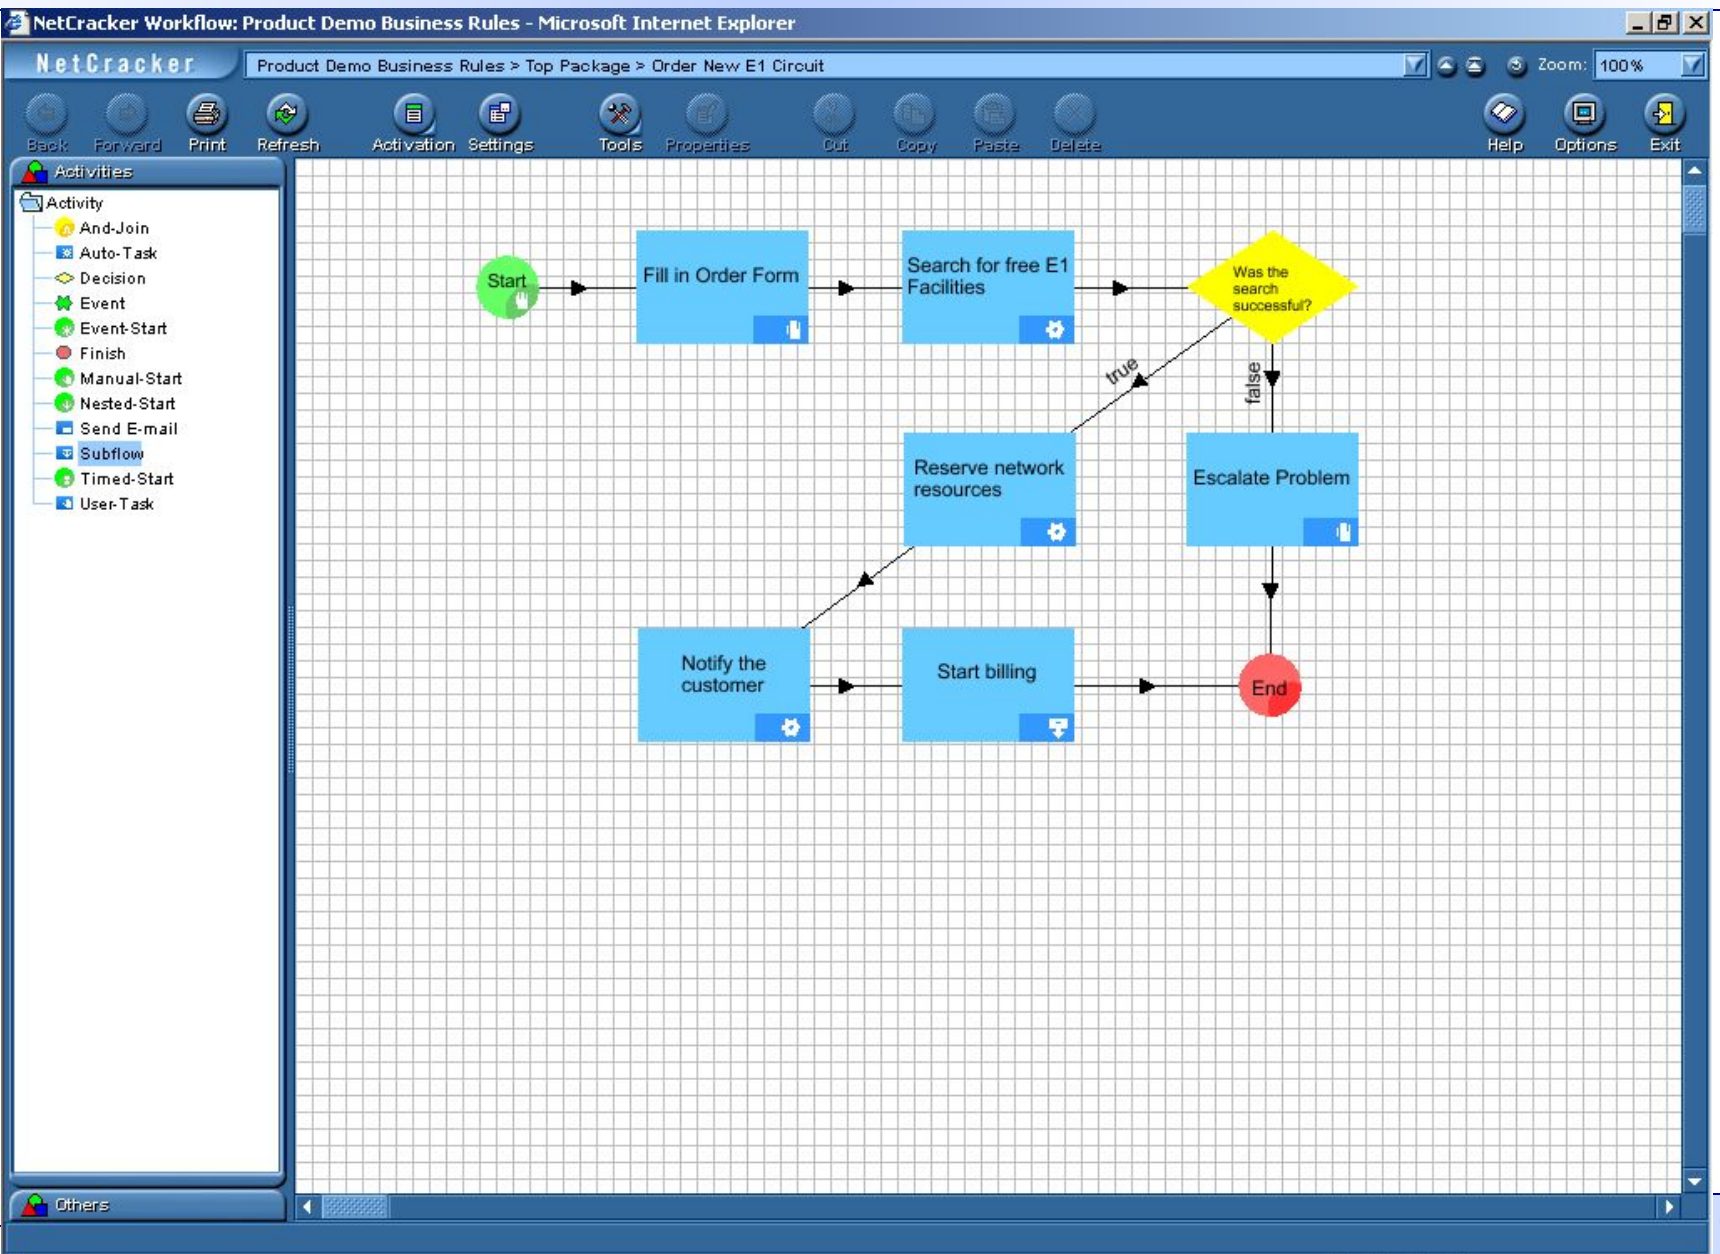 NetCracker Workflow: Product Demo Business Rules - Microsoft Internet Explorer
NetCracker
Product Demo Business Rules > Top Package > Order New E1 Circuit
Zoom: 100%
Back Forward Print Refresh Activation Settings Tools Properties Cut Copy Paste Delete Help Options Exit
Activities
Activity
And-Join
Auto-Task
Decision
Event
Event-Start
Finish
Manual-Start
Nested-Start
Send E-mail
Subflow
Timed-Start
User-Task
Others
Start
Fill in Order Form
Search for free E1
Facilities
Was the
search
successful?
true
false
Reserve network
resources
Escalate Problem
Notify the
customer
Start billing
End